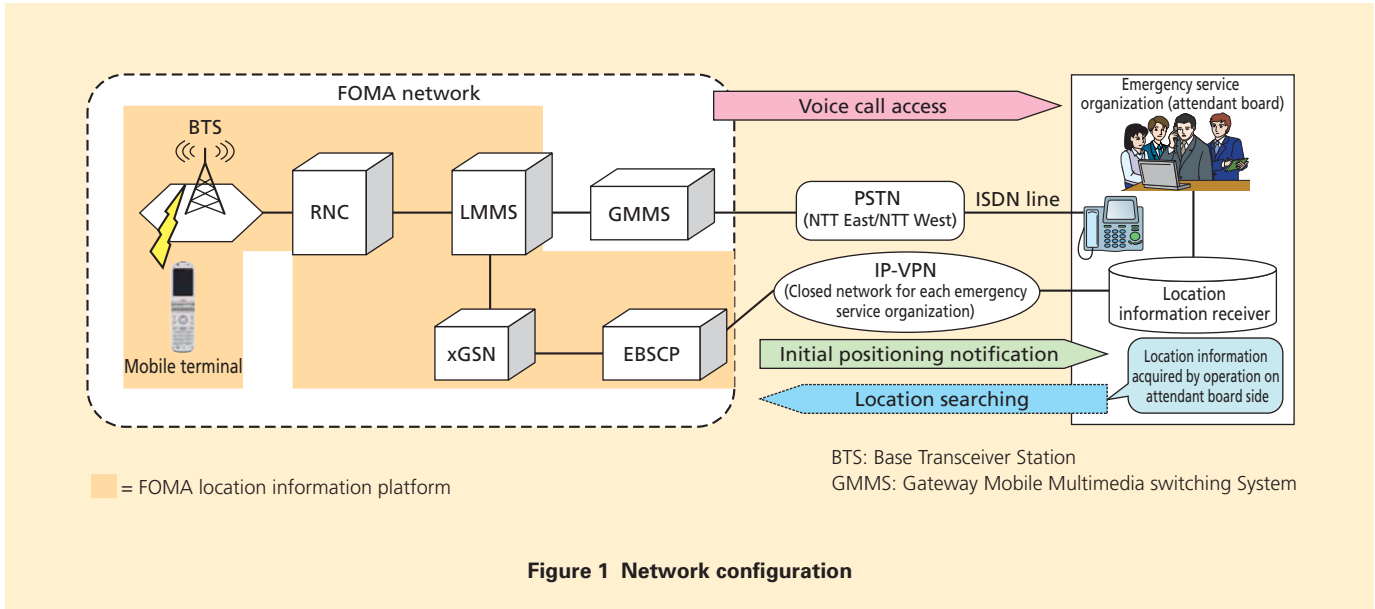 FOMA network
BTS
RNC
LMMS
GMMS
xGSN
EBSCP
Mobile terminal
Voice call access
PSTN
(NTT East/NTT West)
ISDN line
IP-VPN
(Closed network for each emergency
service organization)
Initial positioning notification
Location searching
Emergency service
organization (attendant board)
Location
information receiver
Location information
acquired by operation on
attendant board side
= FOMA location information platform
BTS: Base Transceiver Station
GMMS: Gateway Mobile Multimedia switching System
Figure 1 Network configuration